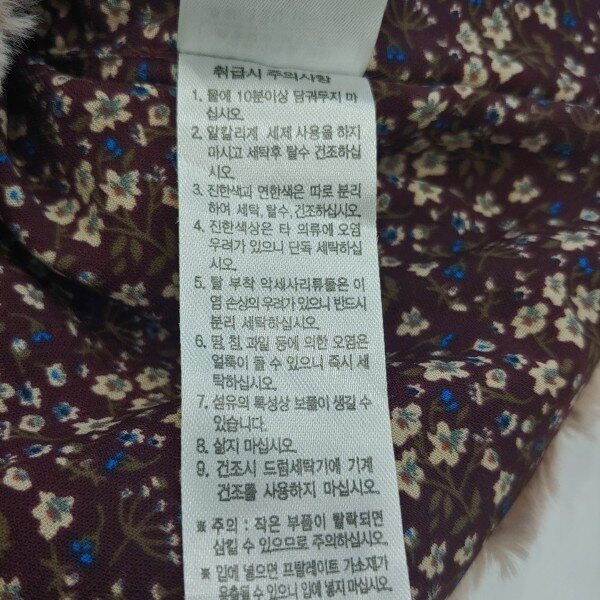 취급시 주의사항
1. 물에 10분이상 담궈두지 마
십시오.
2. 알칼리계 세제 사용을 하지
마시고 세탁후 탈수 건조하십
시오.
3. 진한색과 연한색은 따로 분리
하여 세탁, 탈수, 건조하십시오.
4. 진한색상은 타 의류에 오염
우려가 있으니 단독 세탁하십
시오.
5. 탈 부착 악세사리류들은 이
염 손상의 우려가 있으니 반드시
분리 세탁하십시오.
6. 땀, 침, 과일 등에 의한 오염은
얼룩이 들 수 있으니 즉시 세
탁하십시오.
7. 섬유의 특성상 보풀이 생길 수
있습니다.
8. 삶지 마십시오.
9. 건조시 드럼세탁기에 기계
건조를 사용하지 마십시오.
※ 주의 : 작은 부품이 탈락되면
삼킬 수 있으므로 주의하십시오.
※ 입에 넣으면 프탈레이트 가소제가
유출될 수 있으니 입에 넣지 마십시오.